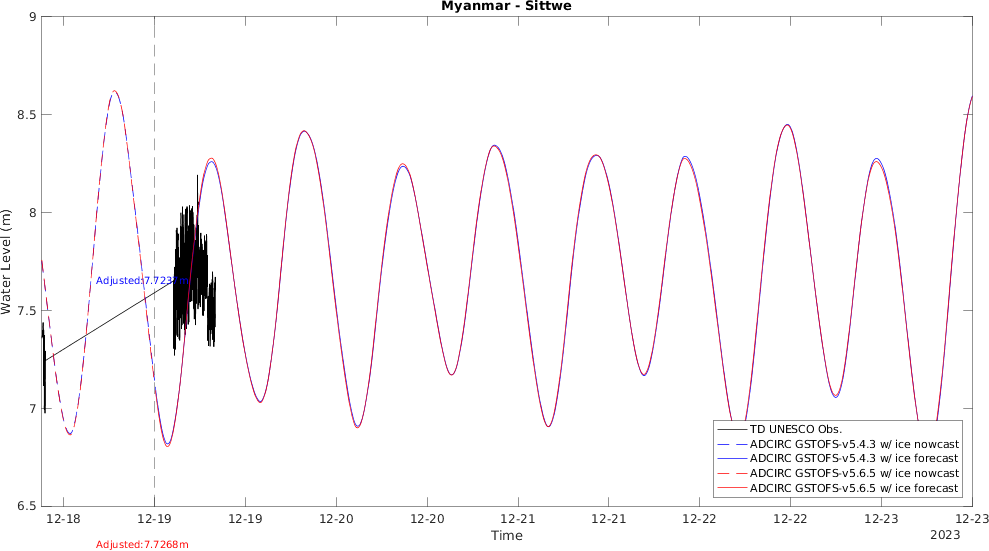 Myanmar - Sittwe
9
8.5
8
7.5
7
6.5
Water Level (m)
Adjusted:7.7232m
TD UNESCO Obs.
ADCIRC GSTOFS-v5.4.3 w/ ice nowcast
ADCIRC GSTOFS-v5.4.3 w/ ice forecast
ADCIRC GSTOFS-v5.6.5 w/ ice nowcast
ADCIRC GSTOFS-v5.6.5 w/ ice forecast
12-18 12-19 12-19 12-20 12-20 12-21 12-21 12-22 12-22 12-23 12-23
Time
2023
Adjusted:7.7268m